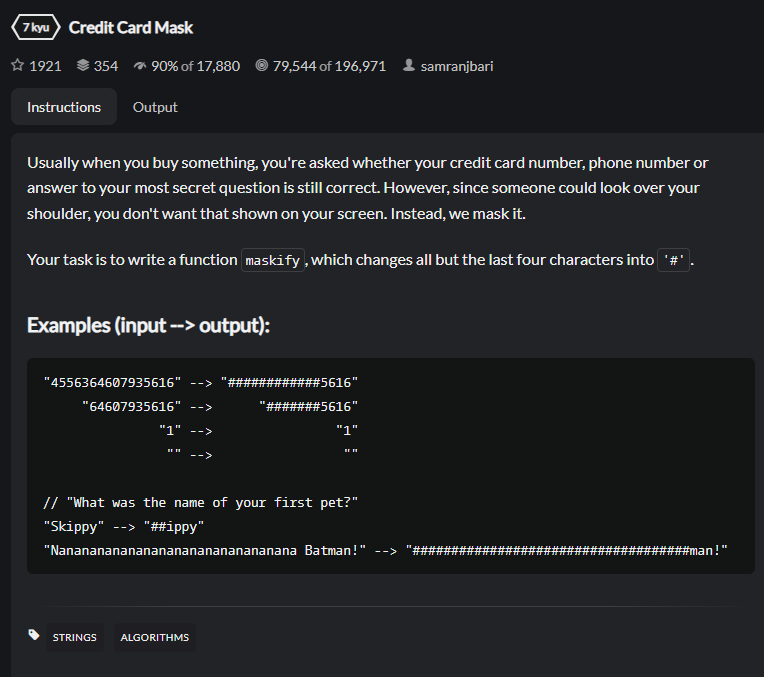 7 kyu Credit Card Mask
1921 354 90% of 17,880 79,544 of 196,971 samranjbari
Instructions Output
Usually when you buy something, you're asked whether your credit card number, phone number or
answer to your most secret question is still correct. However, since someone could look over your
shoulder, you don't want that shown on your screen. Instead, we mask it.
Your task is to write a function maskify, which changes all but the last four characters into '#'.
Examples (input --> output):
"4556364607935616" --> "############5616"
"64607935616" --> "#######5616"
"1" --> "1"
"" --> ""
// "What was the name of your first pet?"
"Skippy" --> "##ippy"
"Nananananananananananananananana Batman!" --> "####################################man!"
STRINGS ALGORITHMS